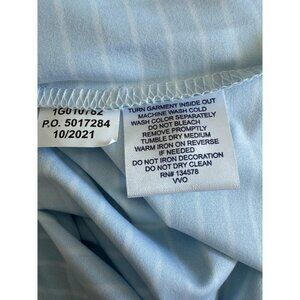 1G010782
P.O. 5017284
10/2021
TURN GARMENT INSIDE OUT
MACHINE WASH COLD
WASH COLOR SEPARATELY
DO NOT BLEACH
REMOVE PROMPTLY
TUMBLE DRY MEDIUM
WARM IRON ON REVERSE
IF NEEDED
DO NOT IRON DECORATION
DO NOT DRY CLEAN
RN# 134578
VVO